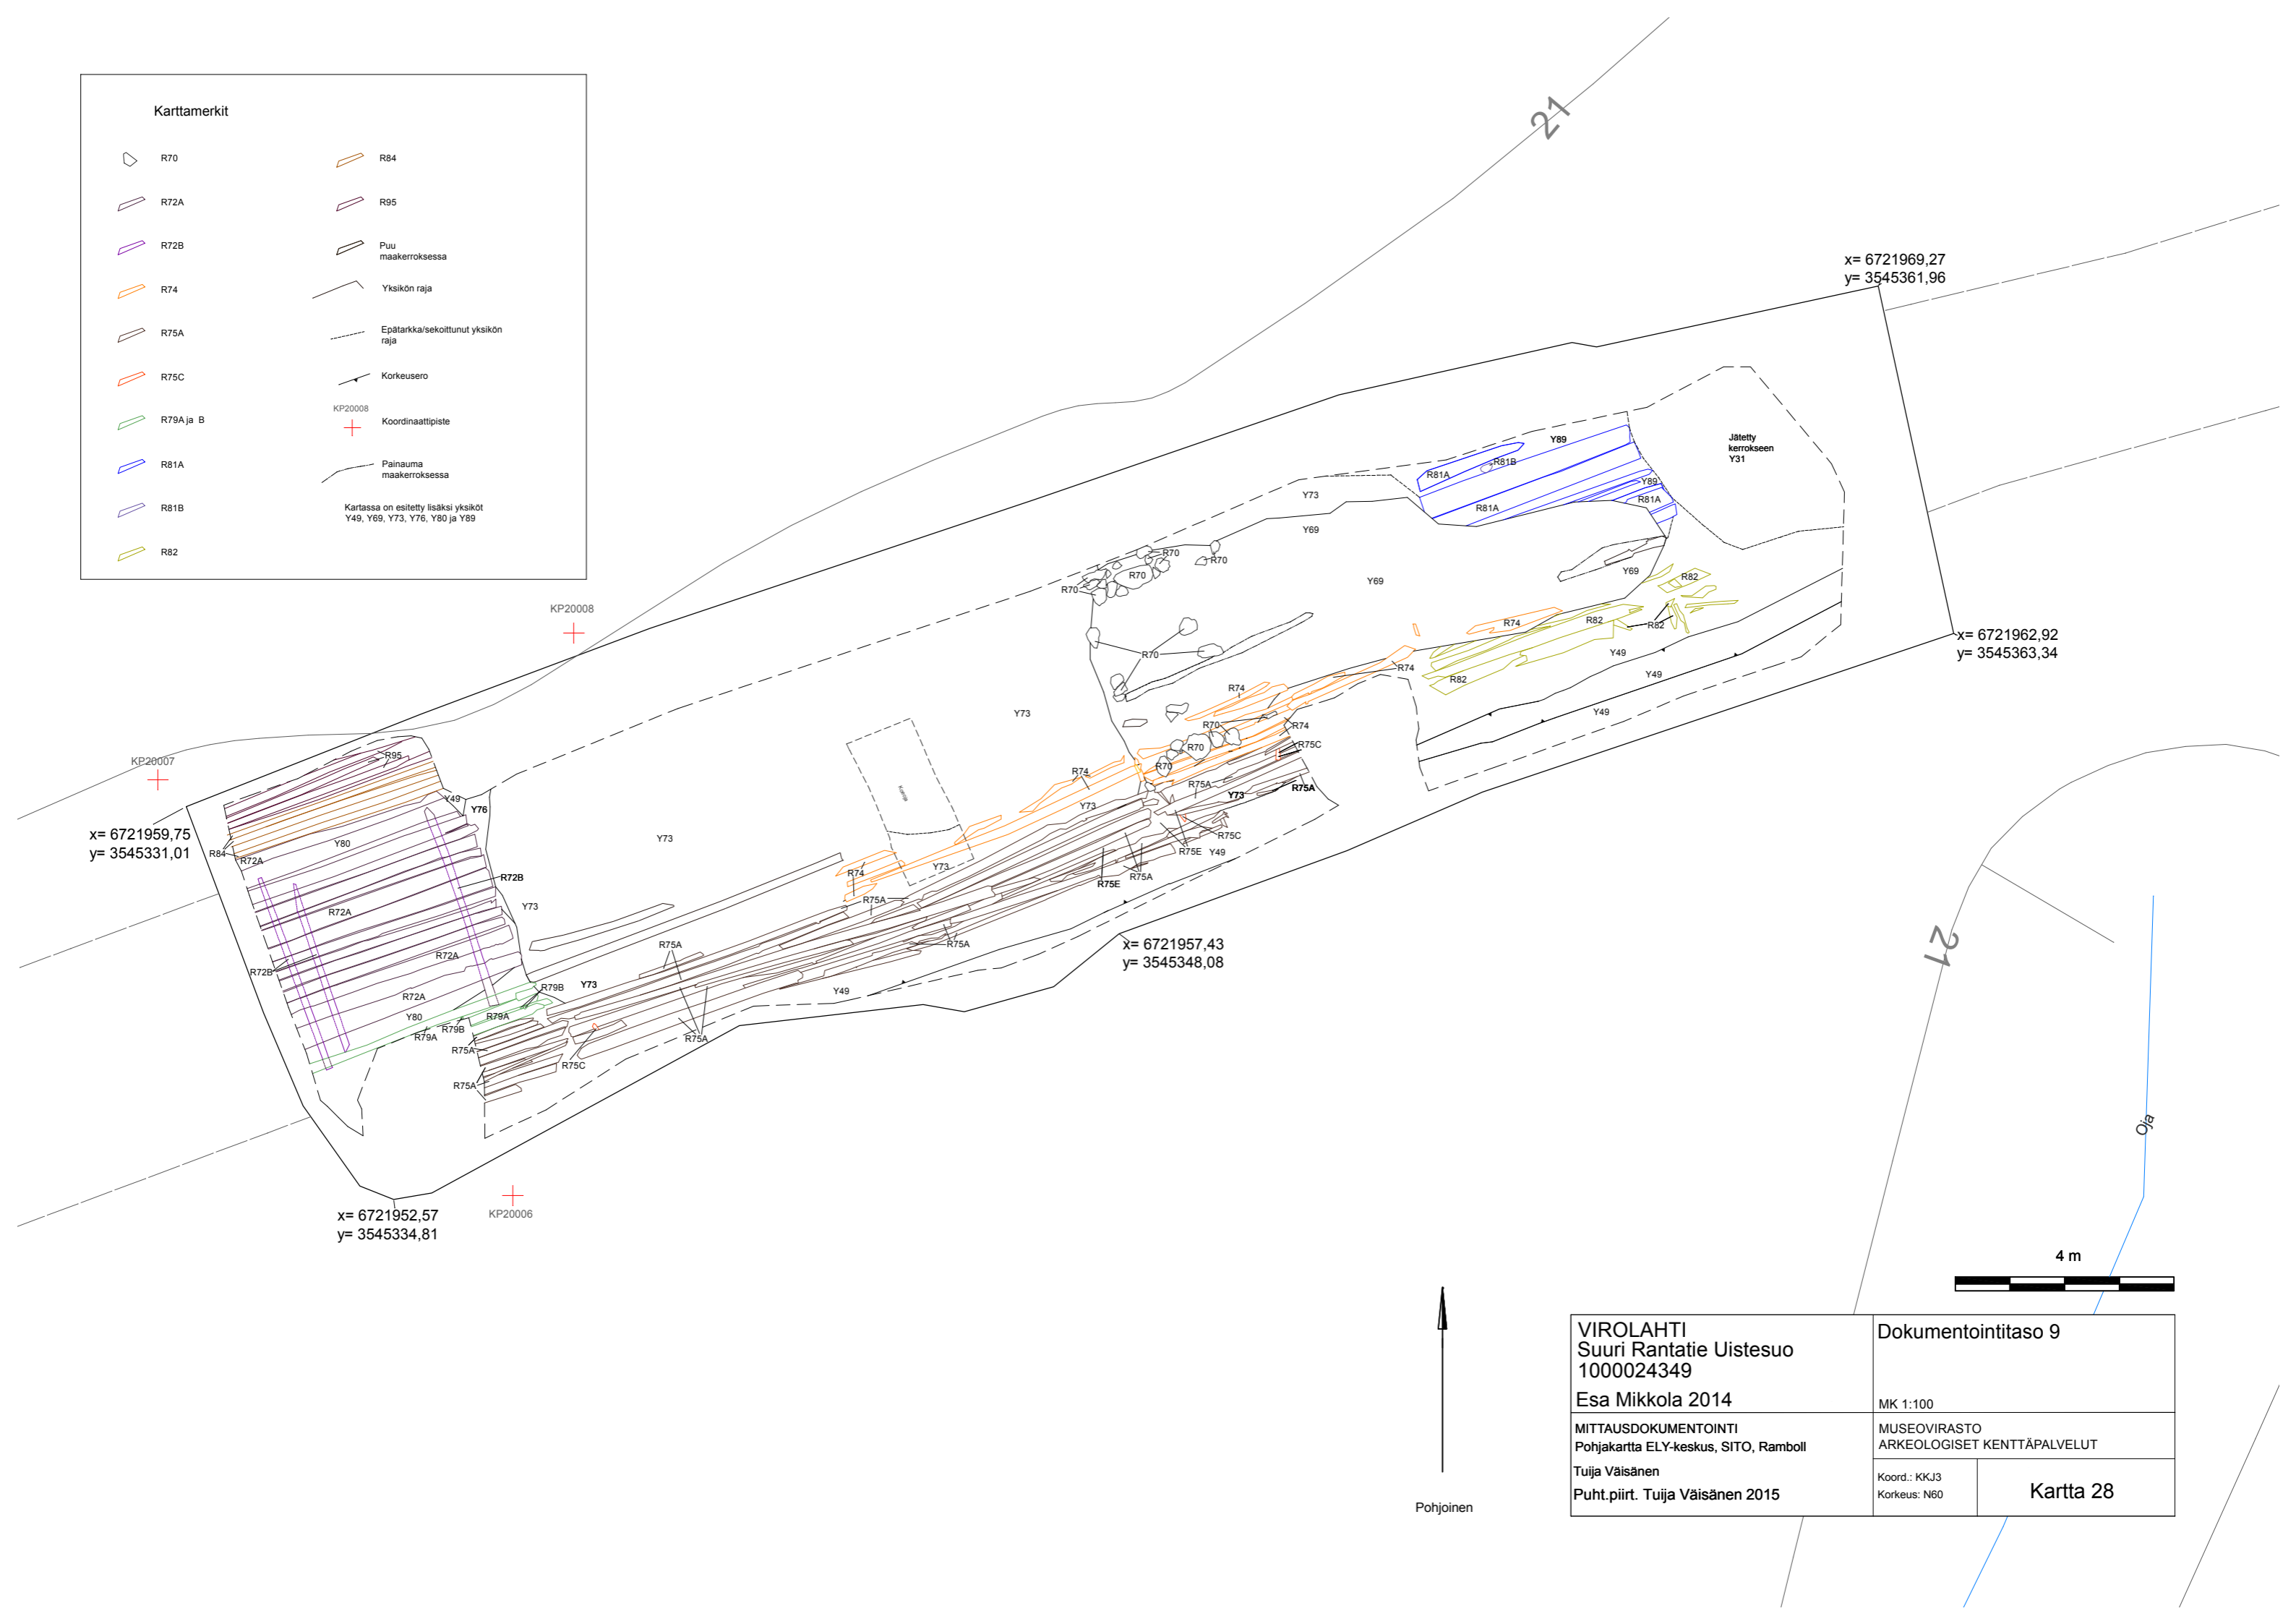 Karttamerkit
R70
R72A
R72B
R74
R75A
R75C
R79A ja B
R81A
R81B
R82
R84
R95
Puu
maakerroksessa
Yksikön raja
Epätarkka/sekoittunut yksikön
raja
Korkeusero
KP20008
Koordinaattipiste
Painauma
maakerroksessa
Kartassa on esitetty lisäksi yksiköt
Y49, Y69, Y73, Y76, Y80 ja Y89
21
x= 6721969,27
y= 3545361,96
Jätetty
kerrokseen
Y31
Y89
R81B
R81A
Y89
R81A
R81A
Y73
Y69
R70
R70
R70
R70
Y69
Y69
R82
R74
R82
R82
KP20008
x= 6721962,92
y= 3545363,34
R70
Y49
R74
R82
Y49
R74
Y73
Y49
R70
R74
R70
R75C
KP20007
R95
R70
R74
R75A
Y73
R75A
Y49
Y76
Y73
x= 6721959,75
y= 3545331,01
R84
R72A
Y80
Y73
R75C
R75E
Y49
R74
Y73
R75A
R75E
R72B
R75A
Y73
R72A
R75A
R75A
x= 6721957,43
y= 3545348,08
R72A
R72B
Y73
R79B
Y49
R72A
Y80
R79A
R79B
R79A
R75A
R75A
R75C
R75A
21
Oja
KP20006
x= 6721952,57
y= 3545334,81
4 m
Pohjoinen
VIROLAHTI
Suuri Rantatie Uistesuo
1000024349
Esa Mikkola 2014
Dokumentointitaso 9
MK 1:100
MITTAUSDOKUMENTOINTI
Pohjakartta ELY-keskus, SITO, Ramboll
Tuija Väisänen
Puht.piirt. Tuija Väisänen 2015
MUSEOVIRASTO
ARKEOLOGISET KENTTÄPALVELUT
Koord.: KKJ3
Korkeus: N60
Kartta 28